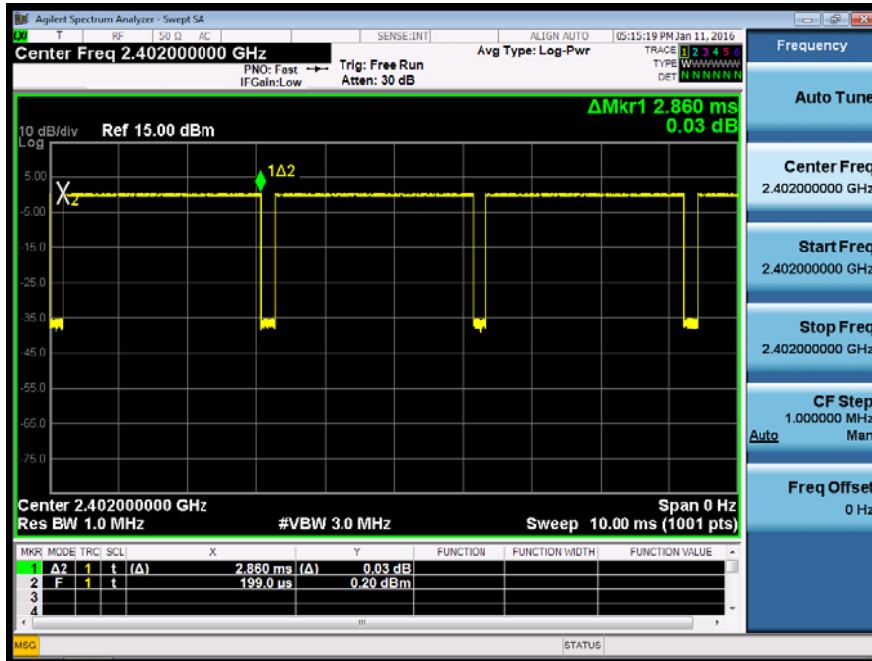 Agilent Spectrum Analyzer - Swept SA
T RF 50 Ω AC SENSE:INT ALIGN AUTO 05:15:19 PM Jan 11, 2016
Center Freq 2.402000000 GHz
PNO: Fast
IFGain:Low
Trig: Free Run
Atten: 30 dB
Avg Type: Log-Pwr
TRACE 1 2 3 4 5 6
TYPE WWWWWW
DET N N N N N N
Frequency
Auto Tune
Center Freq
2.402000000 GHz
Start Freq
2.402000000 GHz
Stop Freq
2.402000000 GHz
CF Step
1.000000 MHz
Auto Man
Freq Offset
0 Hz
ΔMkr1 2.860 ms
0.03 dB
10 dB/div Ref 15.00 dBm
Log
1Δ2
5.00
2
-5.00
-15.0
-25.0
-35.0
-45.0
-55.0
-65.0
-75.0
Center 2.402000000 GHz Span 0 Hz
Res BW 1.0 MHz #VBW 3.0 MHz Sweep 10.00 ms (1001 pts)
MKR MODE TRC SCL X Y FUNCTION FUNCTION WIDTH FUNCTION VALUE
1 Δ2 1 t (Δ) 2.860 ms (Δ) 0.03 dB
2 F 1 t 199.0 µs 0.20 dBm
3
4
MSG STATUS